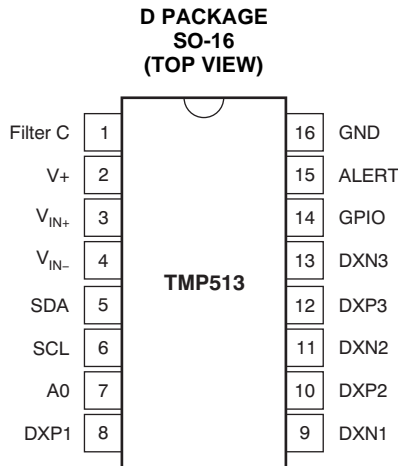 D PACKAGE
SO-16
(TOP VIEW)
Filter C 1 16 GND
V+ 2 15 ALERT
VIN+ 3 14 GPIO
VIN– 4 13 DXN3
TMP513
SDA 5 12 DXP3
SCL 6 11 DXN2
A0 7 10 DXP2
DXP1 8 9 DXN1